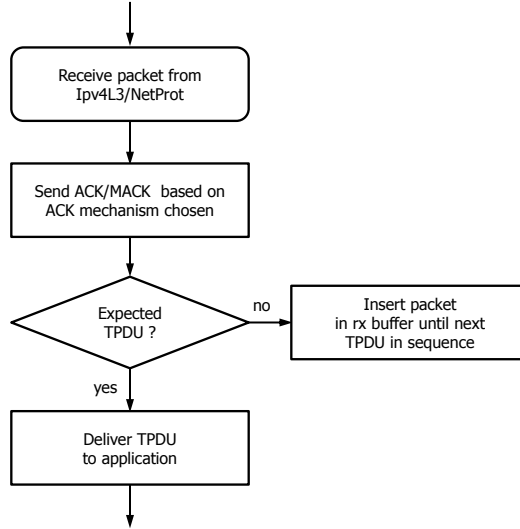 Receive packet from
Ipv4L3/NetProt
Send ACK/MACK based on
ACK mechanism chosen
Expected
TPDU ?
no
Insert packet
in rx buffer until next
TPDU in sequence
yes
Deliver TPDU
to application